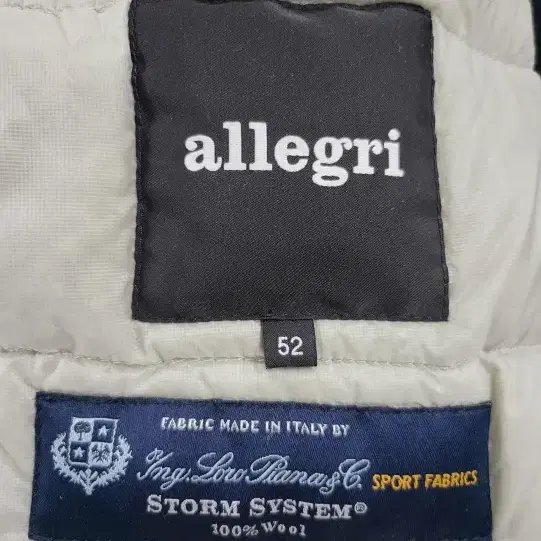 allegri
52
FABRIC MADE IN ITALY BY
Ing. Loro Piana & C. SPORT FABRICS
STORM SYSTEM®
100% Wool